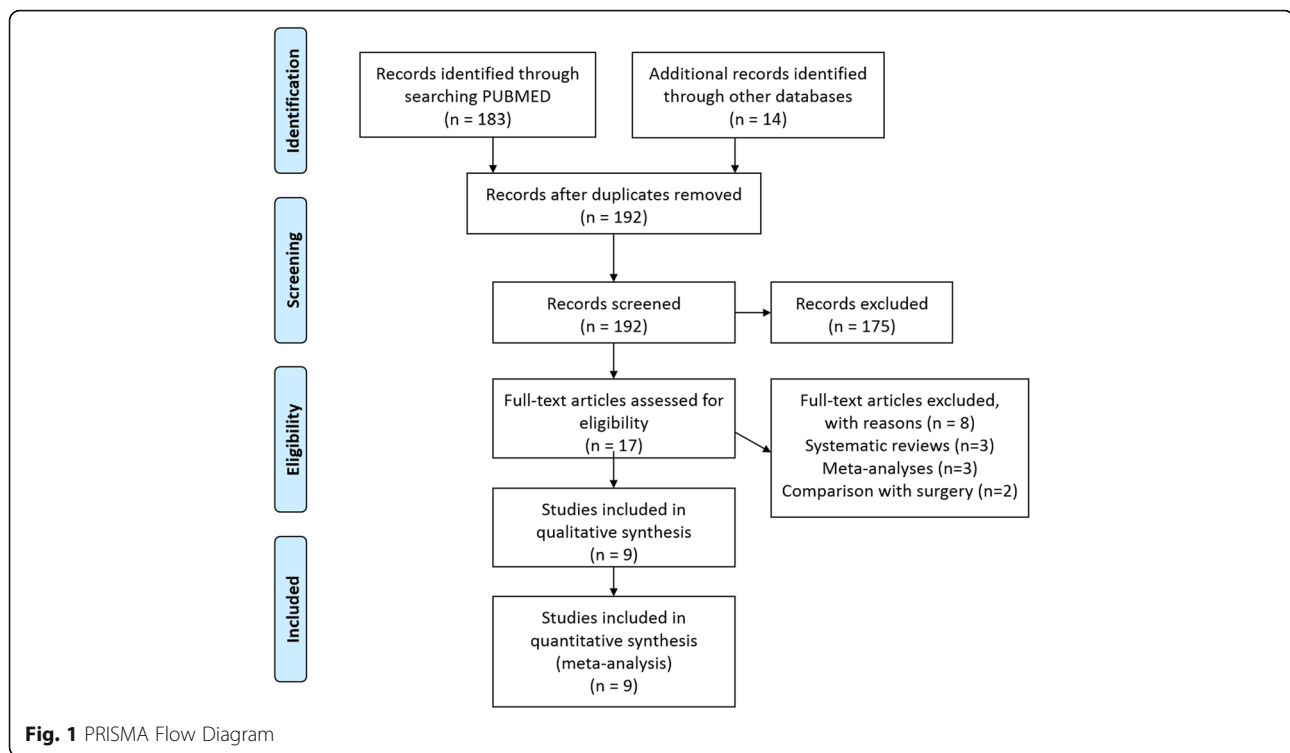 Identification
Records identified through
searching PUBMED
(n = 183)
Additional records identified
through other databases
(n = 14)
Screening
Records after duplicates removed
(n = 192)
Records screened
(n = 192)
Records excluded
(n = 175)
Eligibility
Full-text articles assessed for
eligibility
(n = 17)
Full-text articles excluded,
with reasons (n = 8)
Systematic reviews (n=3)
Meta-analyses (n=3)
Comparison with surgery (n=2)
Studies included in
qualitative synthesis
(n = 9)
Included
Studies included in
quantitative synthesis
(meta-analysis)
(n = 9)
Fig. 1 PRISMA Flow Diagram